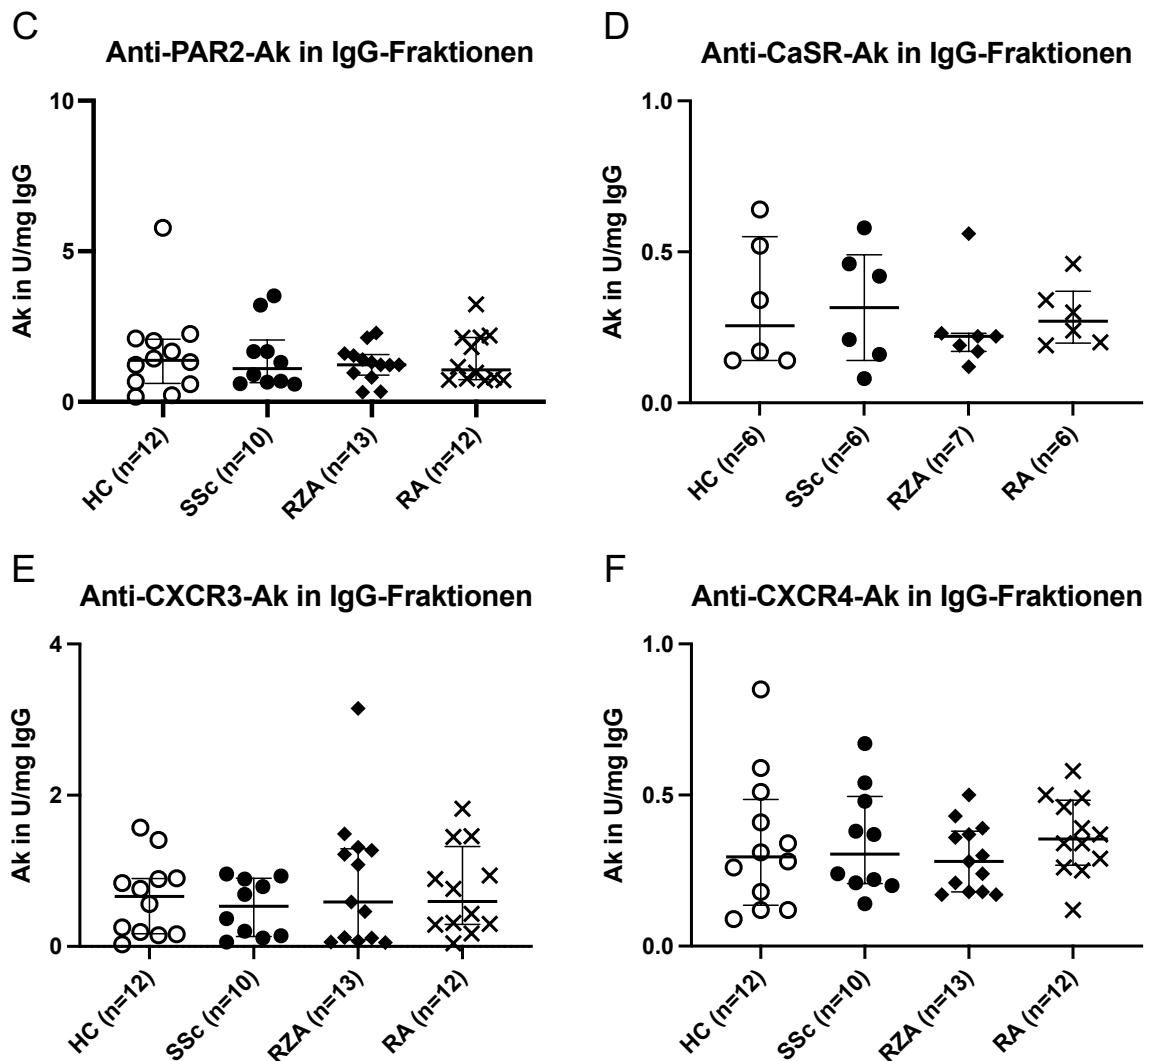 C
Anti-PAR2-Ak in IgG-Fraktionen
Ak in U/mg IgG
10
5
0
HC (n=12)
SSc (n=10)
RZA (n=13)
RA (n=12)
D
Anti-CaSR-Ak in IgG-Fraktionen
Ak in U/mg IgG
1.0
0.5
0.0
HC (n=6)
SSc (n=6)
RZA (n=7)
RA (n=6)
E
Anti-CXCR3-Ak in IgG-Fraktionen
Ak in U/mg IgG
4
2
0
HC (n=12)
SSc (n=10)
RZA (n=13)
RA (n=12)
F
Anti-CXCR4-Ak in IgG-Fraktionen
Ak in U/mg IgG
1.0
0.5
0.0
HC (n=12)
SSc (n=10)
RZA (n=13)
RA (n=12)